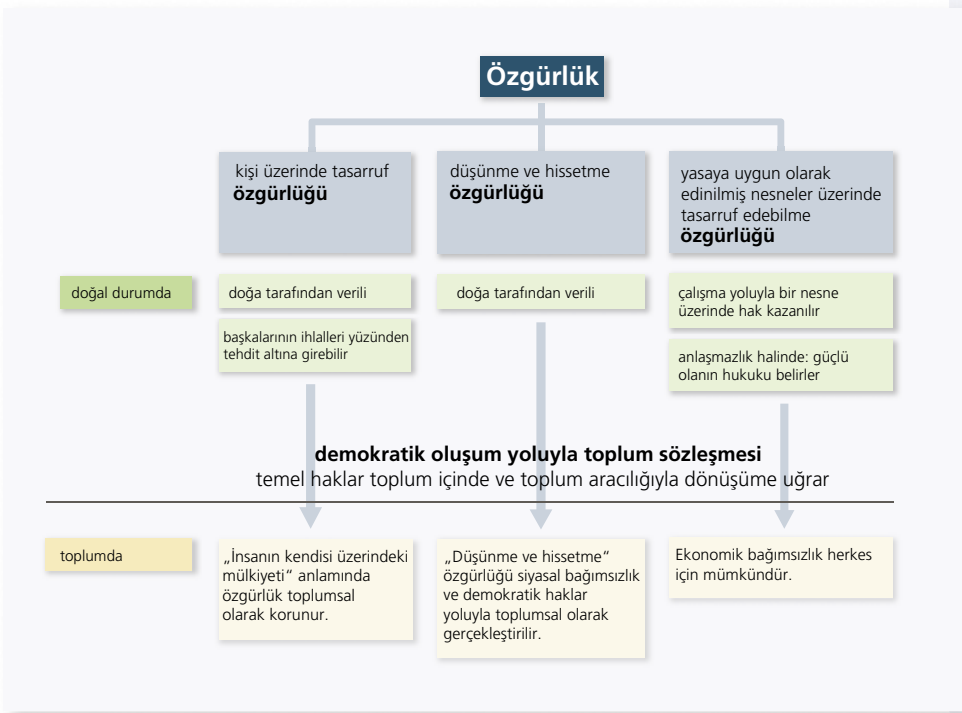 Özgürlük
kişi üzerinde tasarruf
özgürlüğü
düşünme ve hissetme
özgürlüğü
yasaya uygun olarak
edinilmiş nesneler üzerinde
tasarruf edebilme
özgürlüğü
doğal durumda
doğa tarafından verili
başkalarının ihlalleri yüzünden
tehdit altına girebilir
doğa tarafından verili
çalışma yoluyla bir nesne
üzerinde hak kazanılır
anlaşmazlık halinde: güçlü
olanın hukuku belirler
demokratik oluşum yoluyla toplum sözleşmesi
temel haklar toplum içinde ve toplum aracılığıyla dönüşüme uğrar
toplumda
„İnsanın kendisi üzerindeki
mülkiyeti“ anlamında
özgürlük toplumsal
olarak korunur.
„Düşünme ve hissetme“
özgürlüğü siyasal bağımsızlık
ve demokratik haklar
yoluyla toplumsal olarak
gerçekleştirilir.
Ekonomik bağımsızlık herkes
için mümkündür.